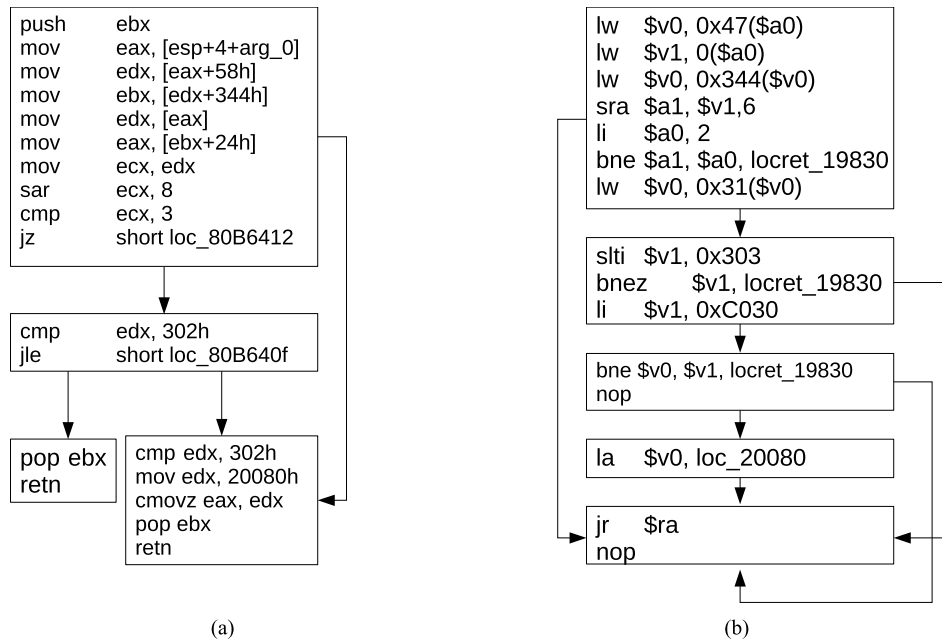 push ebx
mov eax, [esp+4+arg_0]
mov edx, [eax+58h]
mov ebx, [edx+344h]
mov edx, [eax]
mov eax, [ebx+24h]
mov ecx, edx
sar ecx, 8
cmp ecx, 3
jz short loc_80B6412
cmp edx, 302h
jle short loc_80B640f
pop ebx
retn
cmp edx, 302h
mov edx, 20080h
cmovz eax, edx
pop ebx
retn
(a)
lw $v0, 0x47($a0)
lw $v1, 0($a0)
lw $v0, 0x344($v0)
sra $a1, $v1,6
li $a0, 2
bne $a1, $a0, locret_19830
lw $v0, 0x31($v0)
slti $v1, 0x303
bnez $v1, locret_19830
li $v1, 0xC030
bne $v0, $v1, locret_19830
nop
la $v0, loc_20080
jr $ra
nop
(b)